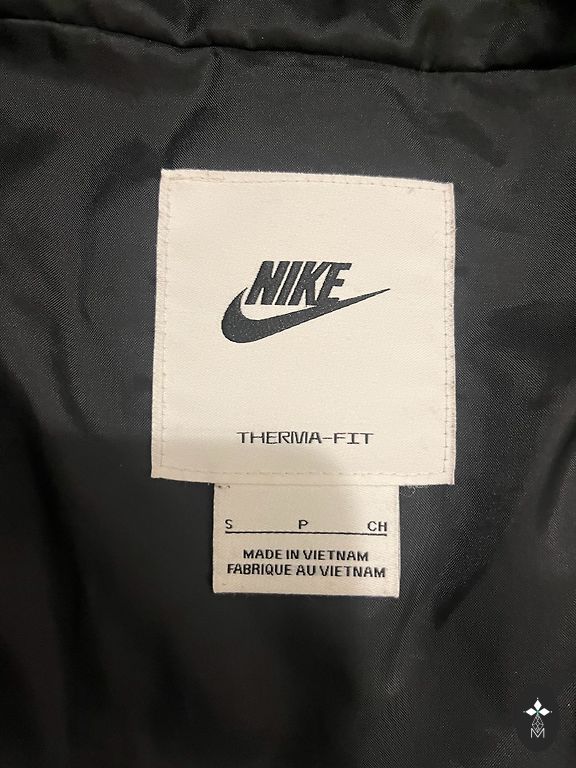 NIKE
THERMA-FIT
S P CH
MADE IN VIETNAM
FABRIQUE AU VIETNAM
M